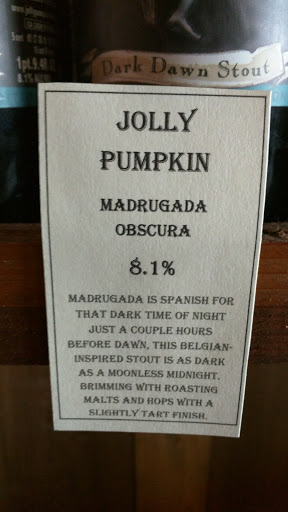 Dark Dawn Stout
JOLLY
PUMPKIN
MADRUGADA
OBSCURA
8.1%
MADRUGADA IS SPANISH FOR
THAT DARK TIME OF NIGHT
JUST A COUPLE HOURS
BEFORE DAWN, THIS BELGIAN-
INSPIRED STOUT IS AS DARK
AS A MOONLESS MIDNIGHT.
BRIMMING WITH ROASTING
MALTS AND HOPS WITH A
SLIGHTLY TART FINISH.